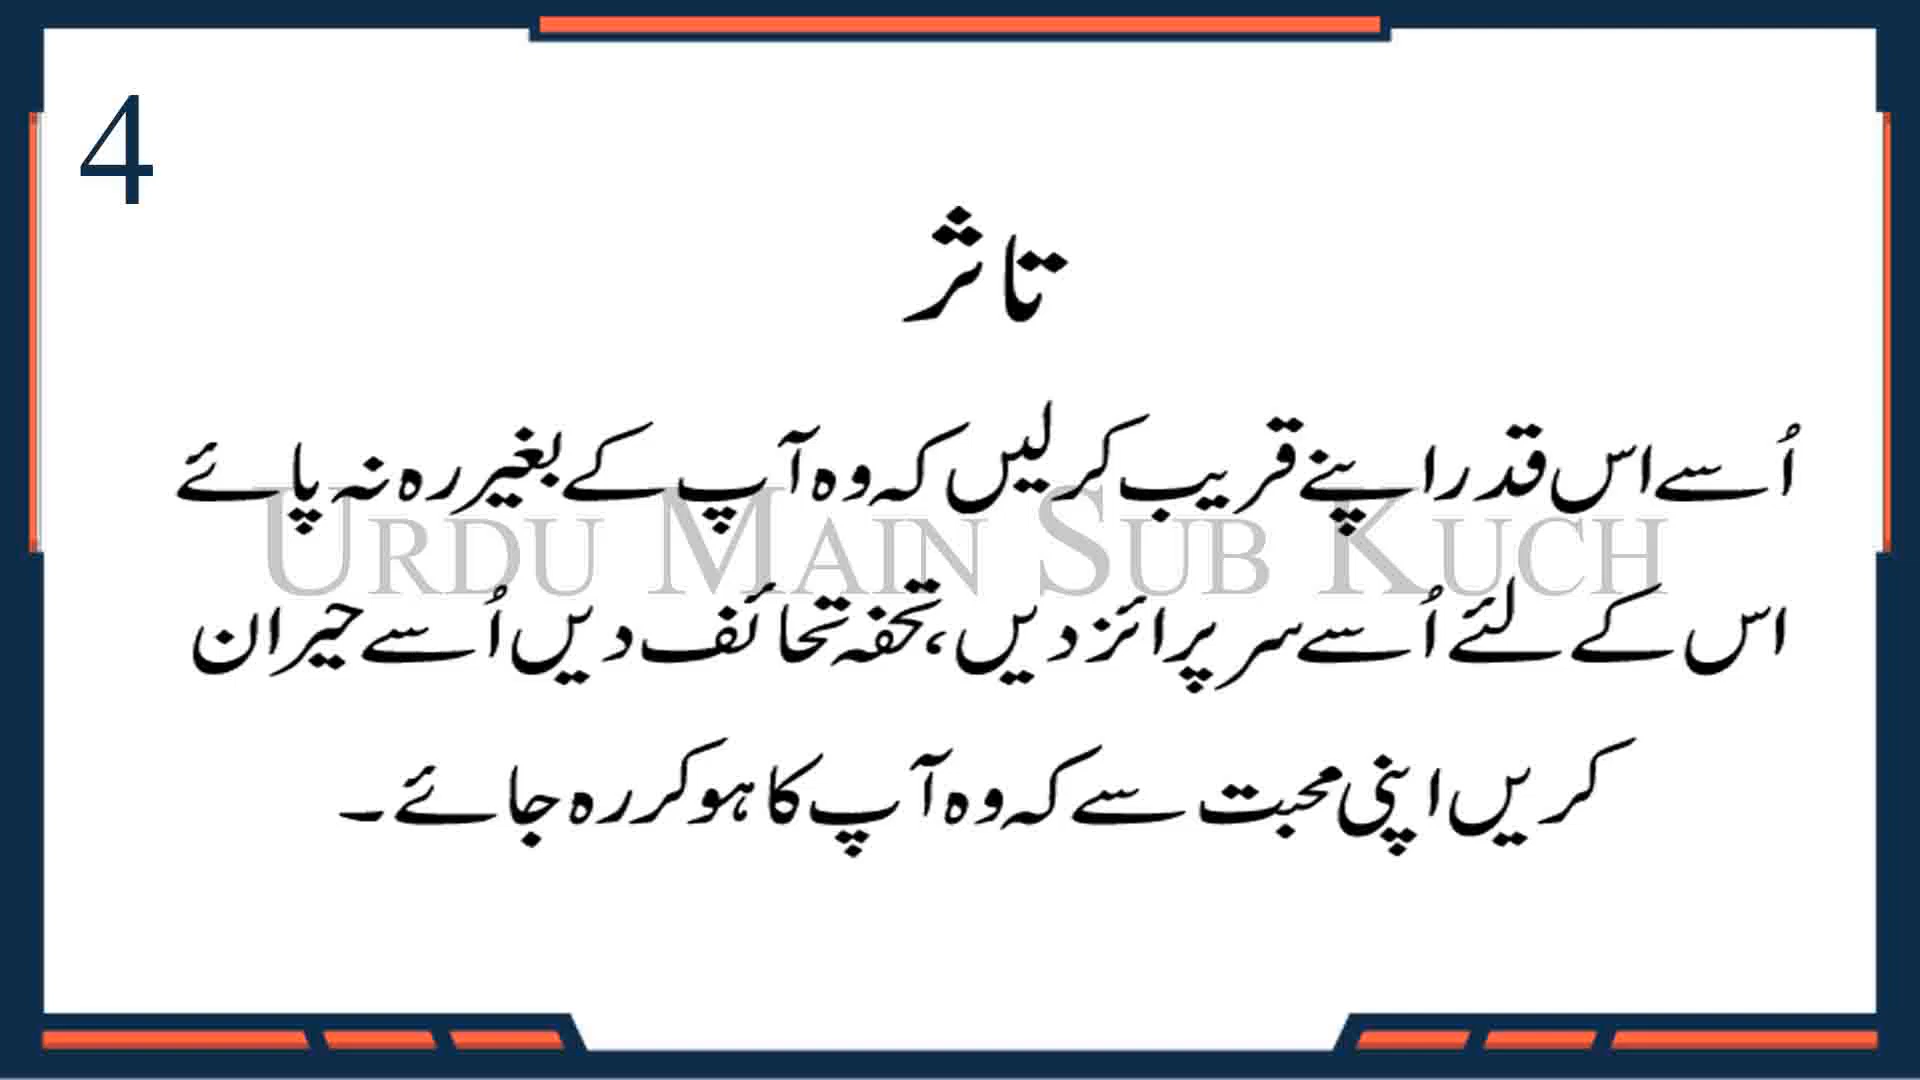 4
تاثر
اُسے اس قدر اپنے قریب کر لیں کہ وہ آپ کے بغیر رہ نہ پائے
URDU MAIN SUB KUCH
اس کے لئے اُسے سرپرائز دیں، تحفہ تحائف دیں اُسے حیران
کریں اپنی محبت سے کہ وہ آپ کا ہو کر رہ جائے۔